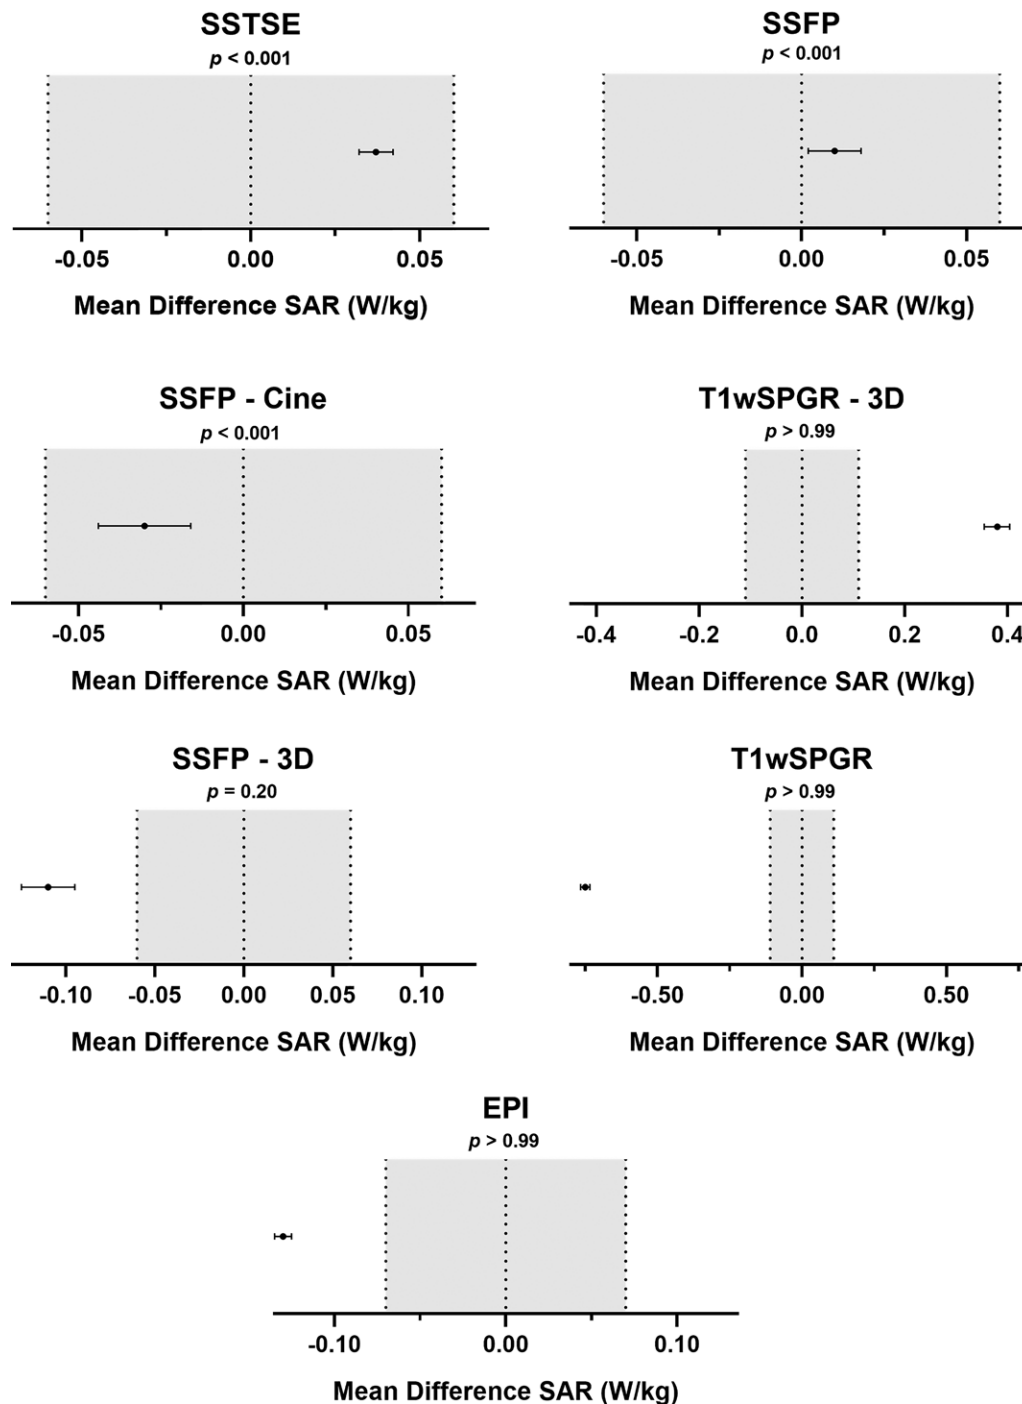 SSTSE
p < 0.001
-0.05 0.00 0.05
Mean Difference SAR (W/kg)
SSFP
p < 0.001
-0.05 0.00 0.05
Mean Difference SAR (W/kg)
SSFP - Cine
p < 0.001
-0.05 0.00 0.05
Mean Difference SAR (W/kg)
T1wSPGR - 3D
p > 0.99
-0.4 -0.2 0.0 0.2 0.4
Mean Difference SAR (W/kg)
SSFP - 3D
p = 0.20
-0.10 -0.05 0.00 0.05 0.10
Mean Difference SAR (W/kg)
T1wSPGR
p > 0.99
-0.50 0.00 0.50
Mean Difference SAR (W/kg)
EPI
p > 0.99
-0.10 0.00 0.10
Mean Difference SAR (W/kg)